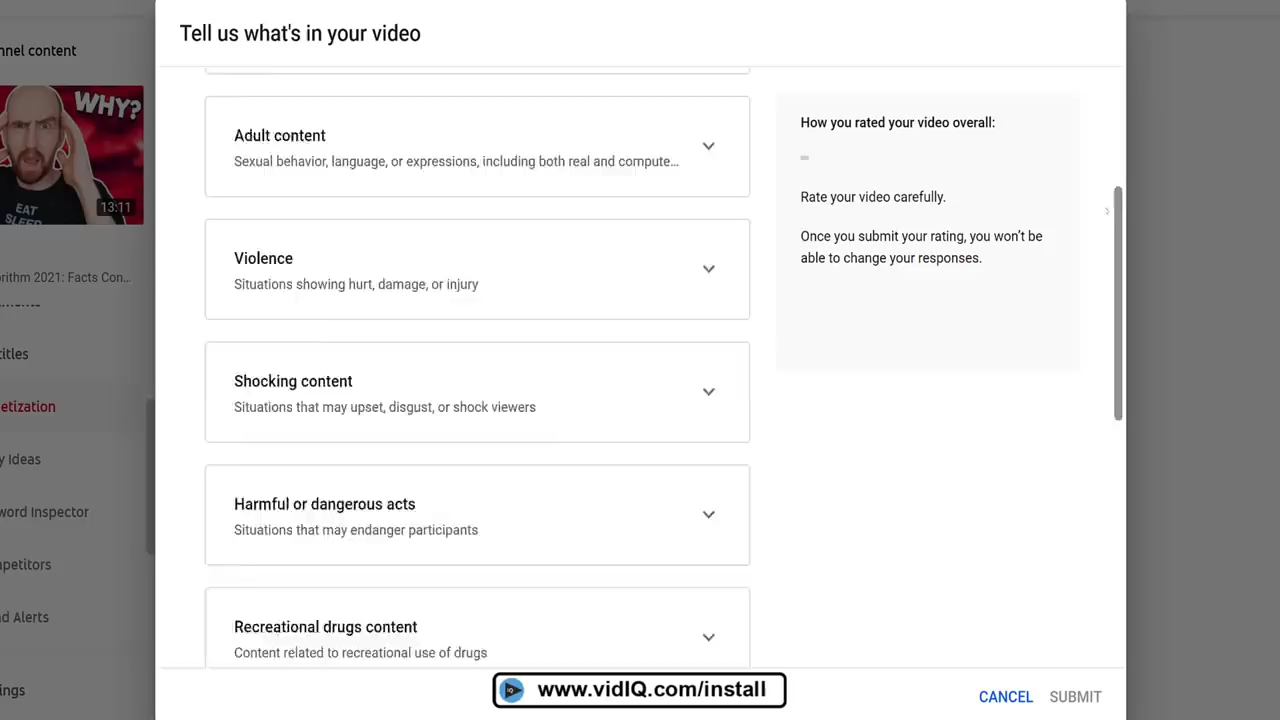 Tell us what's in your video
nnel content
WHY?
EAT
SLEEP
13:11
rithm 2021: Facts Con...
itles
etization
y Ideas
word Inspector
mpetitors
nd Alerts
ings
Adult content
Sexual behavior, language, or expressions, including both real and compute...
Violence
Situations showing hurt, damage, or injury
Shocking content
Situations that may upset, disgust, or shock viewers
Harmful or dangerous acts
Situations that may endanger participants
Recreational drugs content
Content related to recreational use of drugs
How you rated your video overall:
Rate your video carefully.
Once you submit your rating, you won't be
able to change your responses.
iQ
www.vidIQ.com/install
CANCEL SUBMIT